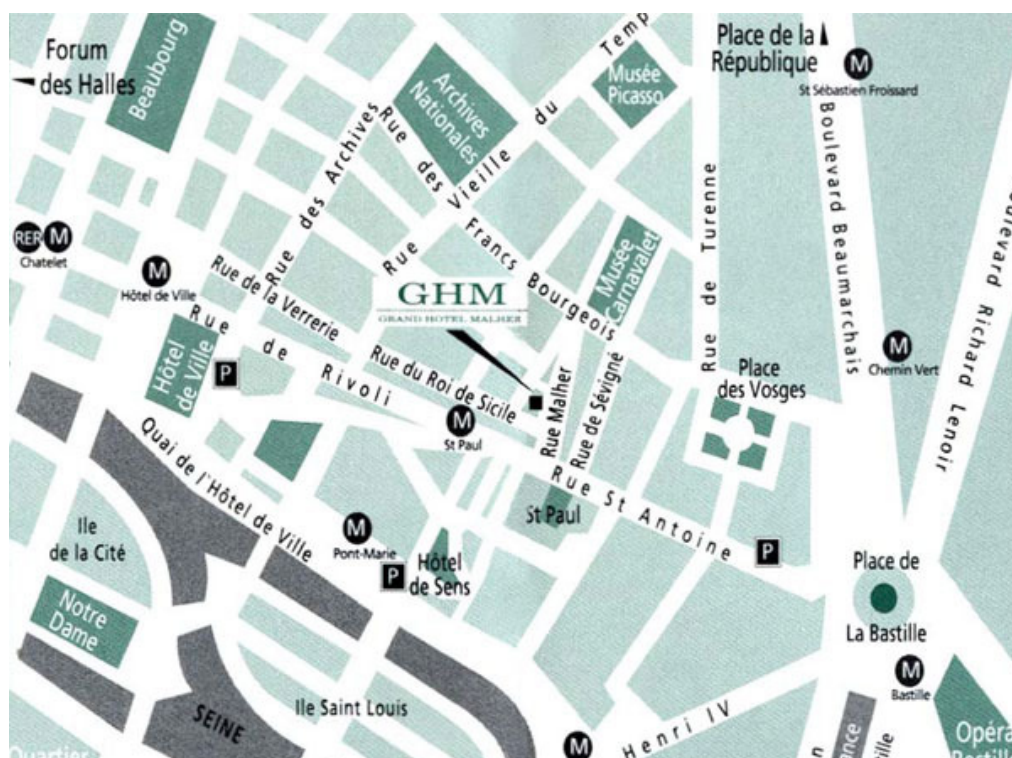 Forum
des Halles
Beaubourg
Archives
Nationales
Musée
Picasso
Place de la
République
M
St Sébastien Froissard
Rue des Archives
Rue des Francs Bourgeois
Rue Vieille du Temp
Rue de Turenne
Boulevard Beaumarchais
oulevard Richard Lenoir
RER M
Chatelet
M
Hôtel de Ville
Rue de la Verrerie
GHM
GRAND HOTEL MALHER
Musée
Carnavalet
M
Chemin Vert
Hôtel
de Ville
P
Rue de Rivoli
Rue du Roi de Sicile
M
St Paul
Rue Malher
Rue de Sévigné
Place
des Vosges
Quai de l'Hôtel de Ville
Rue St Antoine
St Paul
P
Ile
de la Cité
M
Pont-Marie
P
Hôtel
de Sens
Place de
La Bastille
Notre
Dame
M
Bastille
SEINE
Ile Saint Louis
M
Henri IV
Opéra
Bastille
Quartier